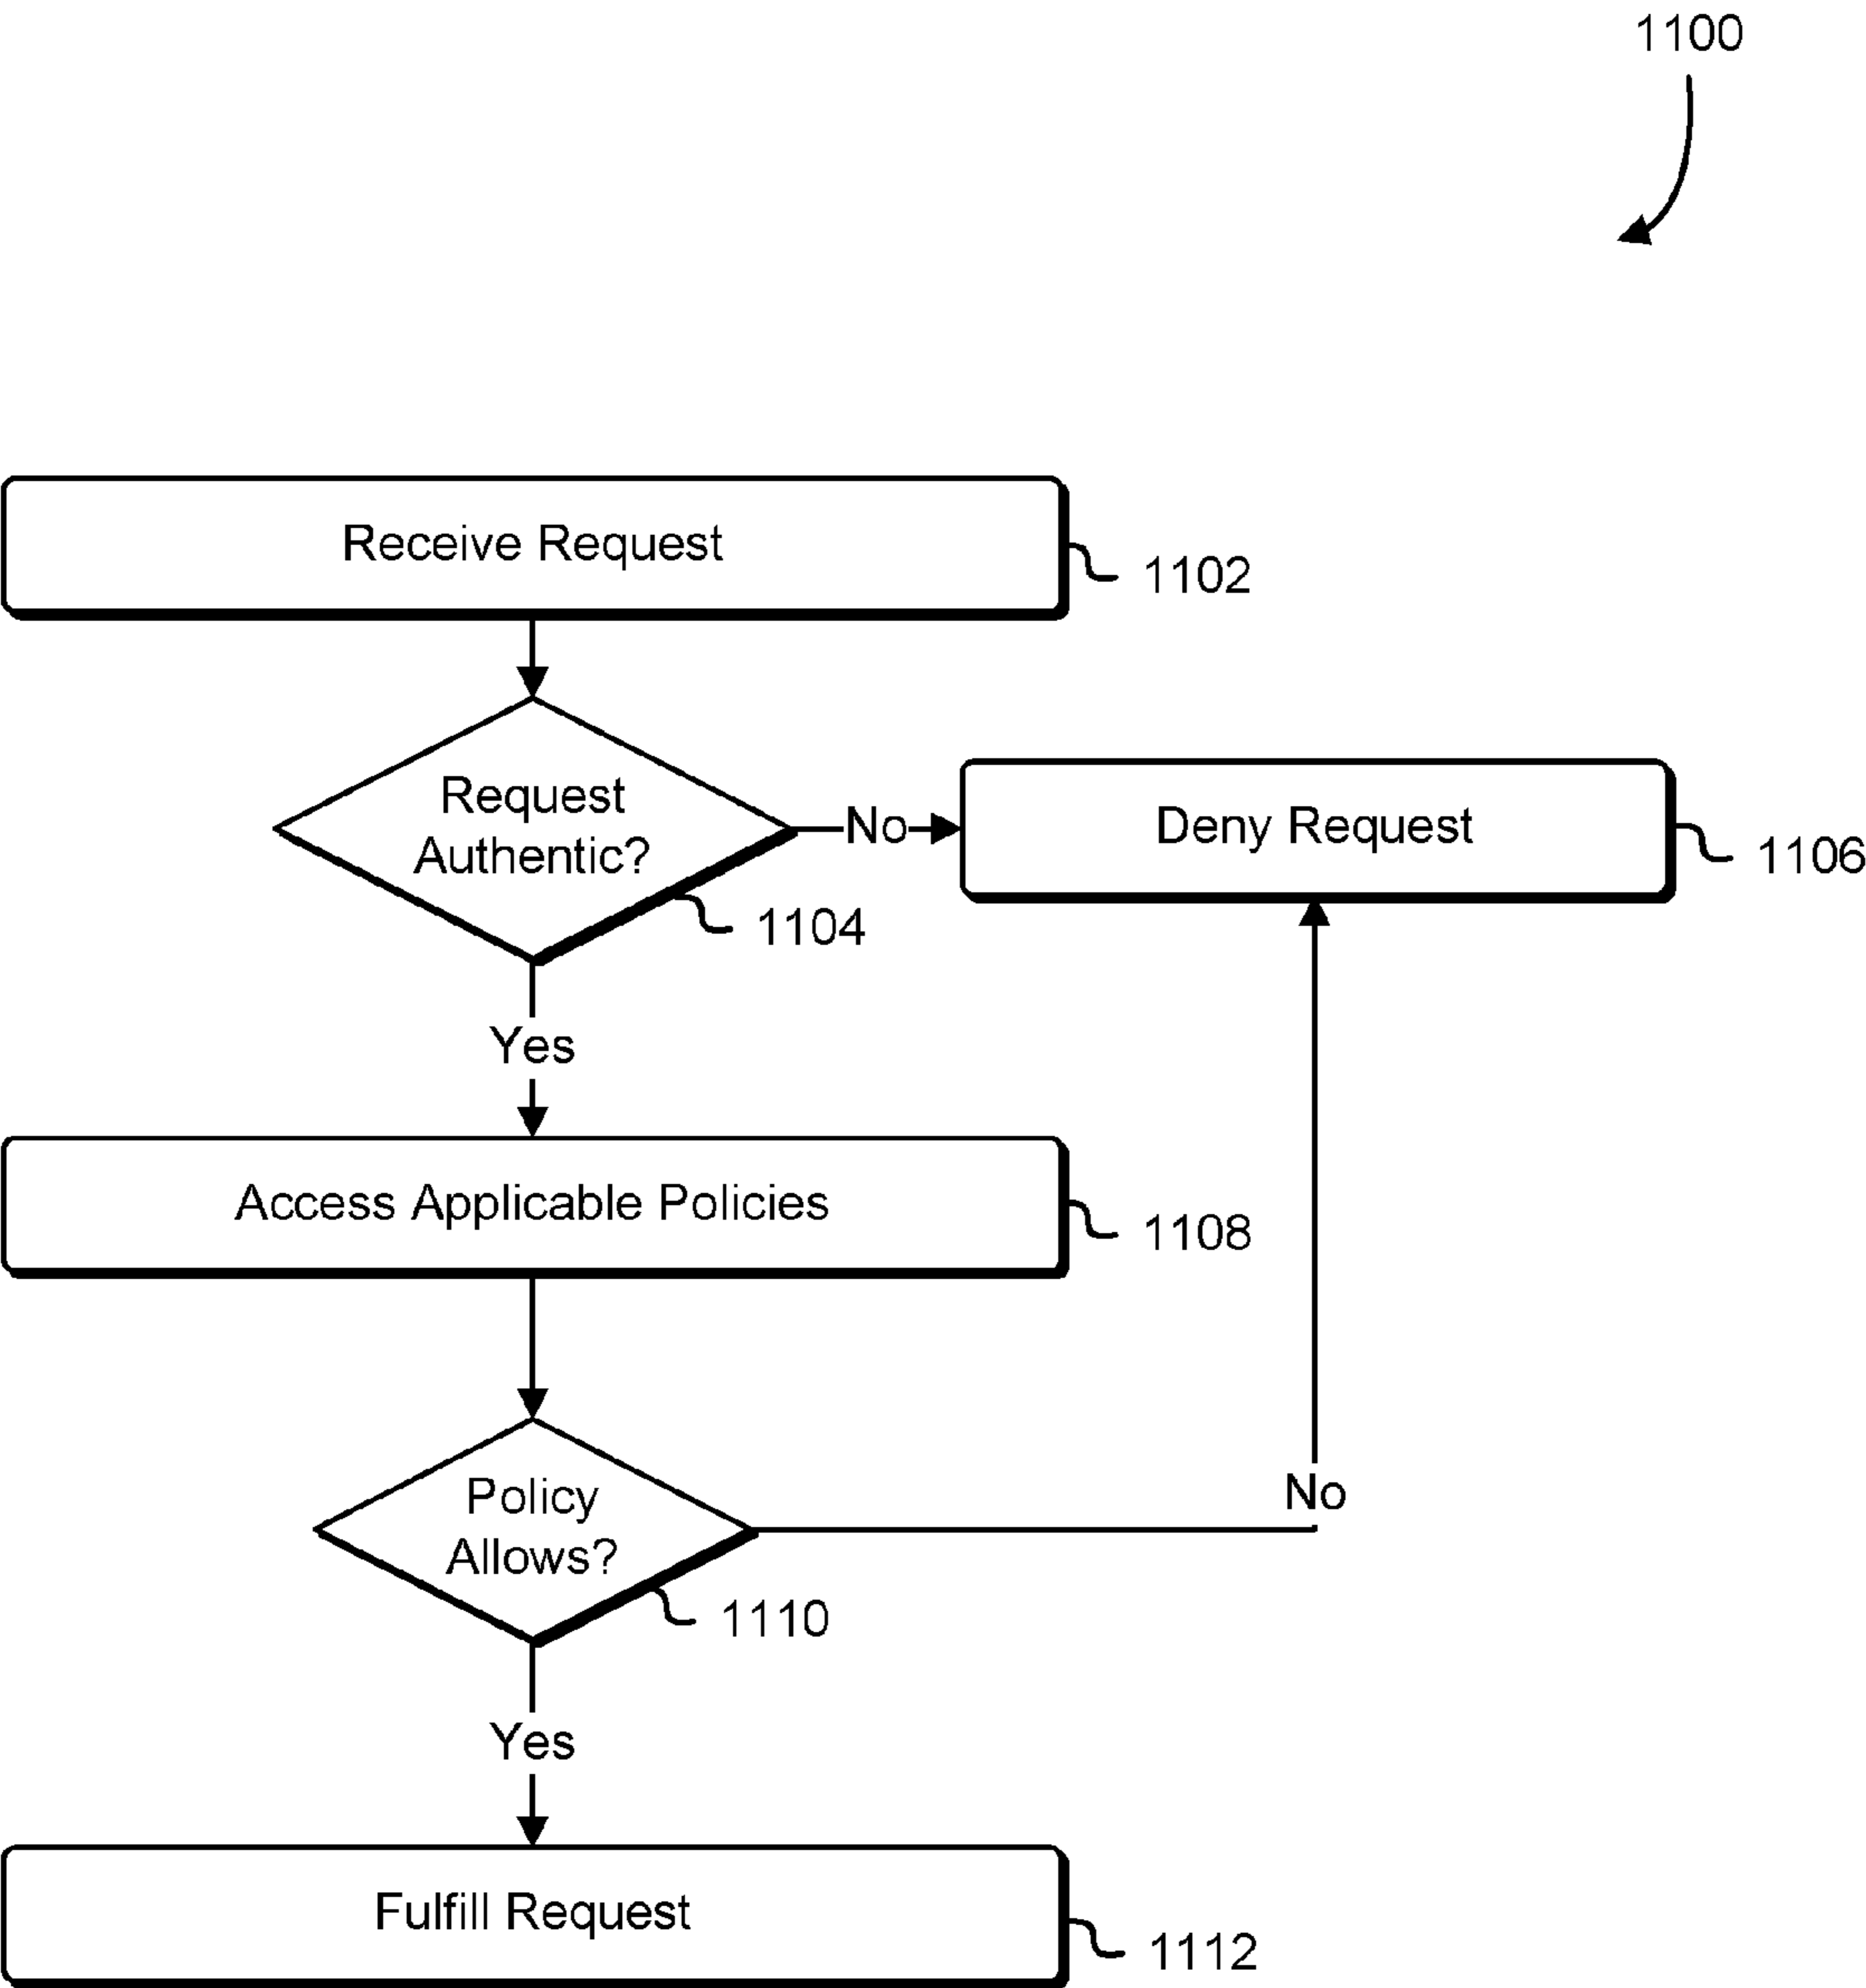 1100
Receive Request
1102
Request
Authentic?
No
Deny Request
1106
1104
Yes
Access Applicable Policies
1108
Policy
Allows?
No
1110
Yes
Fulfill Request
1112